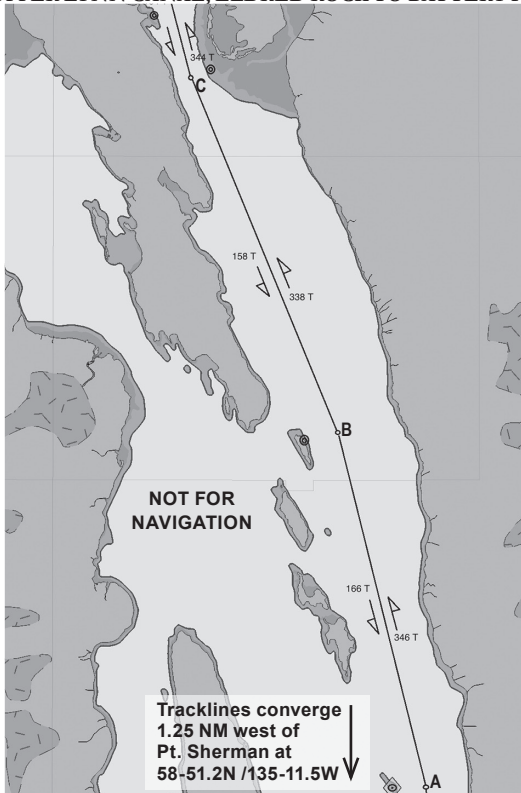 344 T
C
158 T
338 T
B
NOT FOR
NAVIGATION
166 T
346 T
Tracklines converge
1.25 NM west of
Pt. Sherman at
58-51.2N /135-11.5W
A